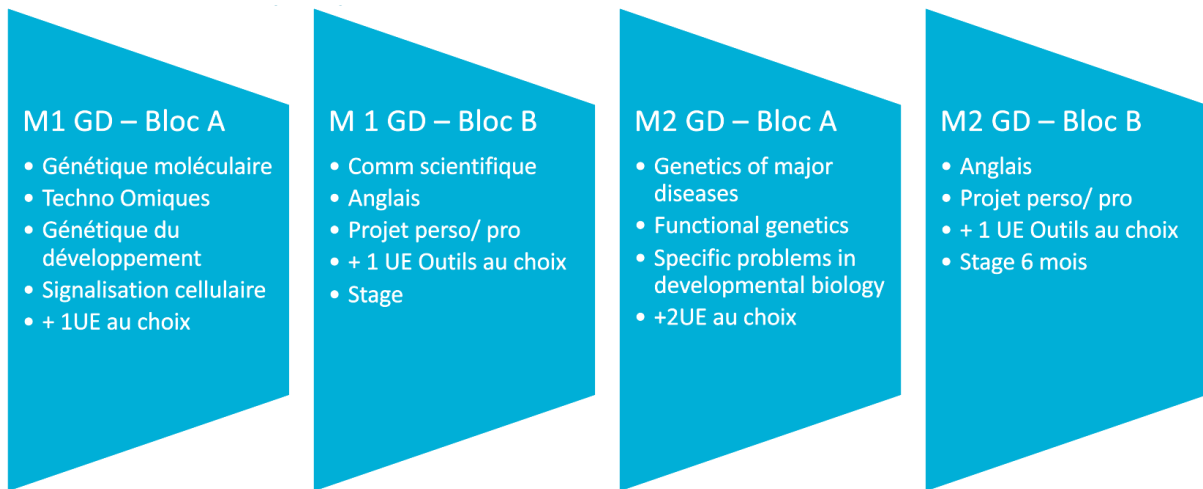 M1 GD – Bloc A
• Génétique moléculaire
• Techno Omiques
• Génétique du
développement
• Signalisation cellulaire
• + 1UE au choix
M 1 GD – Bloc B
• Comm scientifique
• Anglais
• Projet perso/ pro
• + 1 UE Outils au choix
• Stage
M2 GD – Bloc A
• Genetics of major
diseases
• Functional genetics
• Specific problems in
developmental biology
• +2UE au choix
M2 GD – Bloc B
• Anglais
• Projet perso/ pro
• + 1 UE Outils au choix
• Stage 6 mois